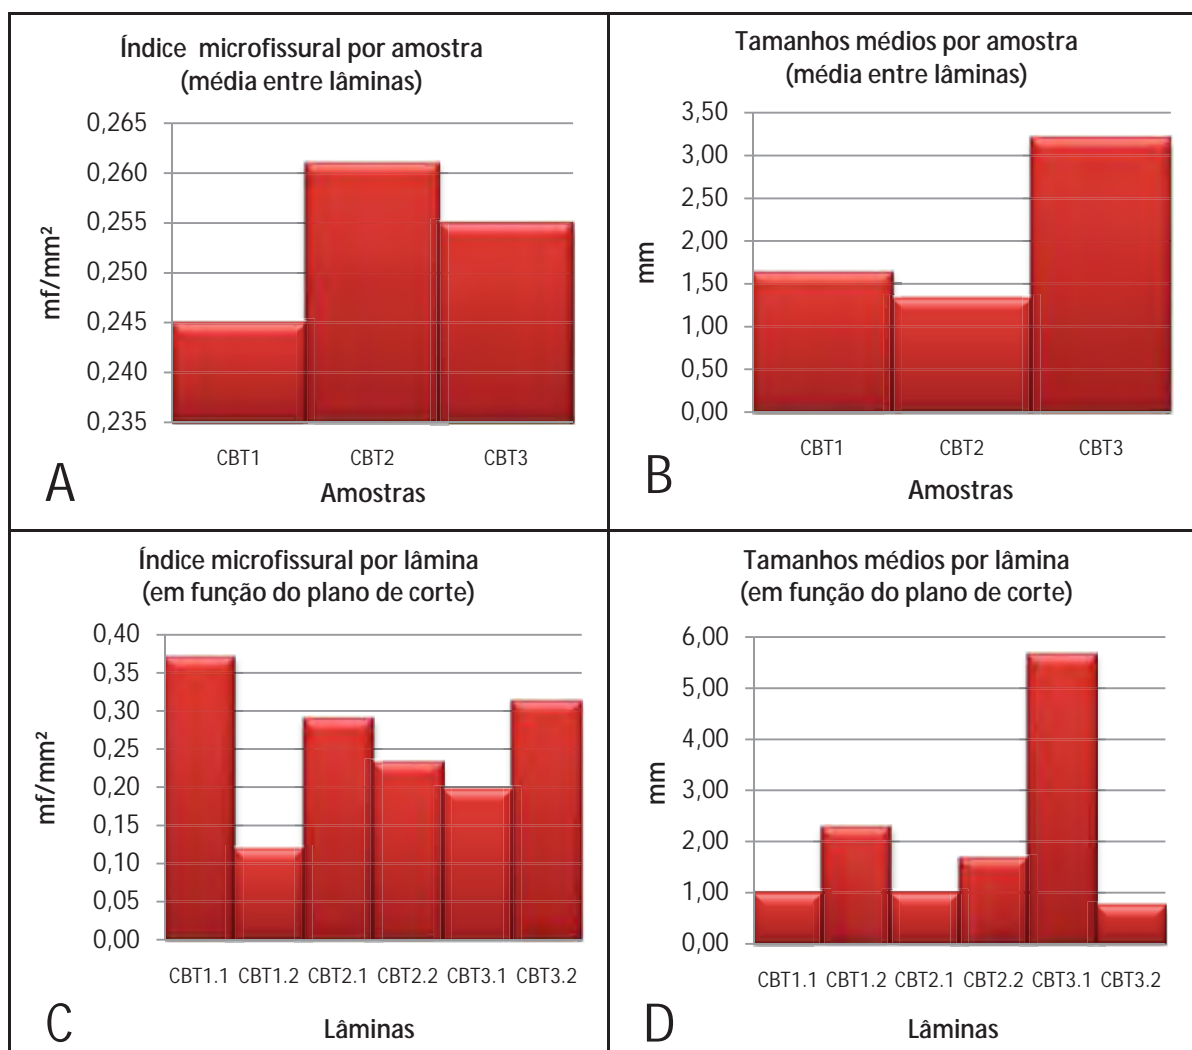 Índice microfissural por amostra
(média entre lâminas)
0,265
0,260
0,255
0,250
0,245
0,240
0,235
mf/mm²
CBT1 CBT2 CBT3
Amostras
A
Tamanhos médios por amostra
(média entre lâminas)
3,50
3,00
2,50
2,00
1,50
1,00
0,50
0,00
mm
CBT1 CBT2 CBT3
Amostras
B
Índice microfissural por lâmina
(em função do plano de corte)
0,40
0,35
0,30
0,25
0,20
0,15
0,10
0,05
0,00
mf/mm²
CBT1.1 CBT1.2 CBT2.1 CBT2.2 CBT3.1 CBT3.2
Lâminas
C
Tamanhos médios por lâmina
(em função do plano de corte)
6,00
5,00
4,00
3,00
2,00
1,00
0,00
mm
CBT1.1 CBT1.2 CBT2.1 CBT2.2 CBT3.1 CBT3.2
Lâminas
D